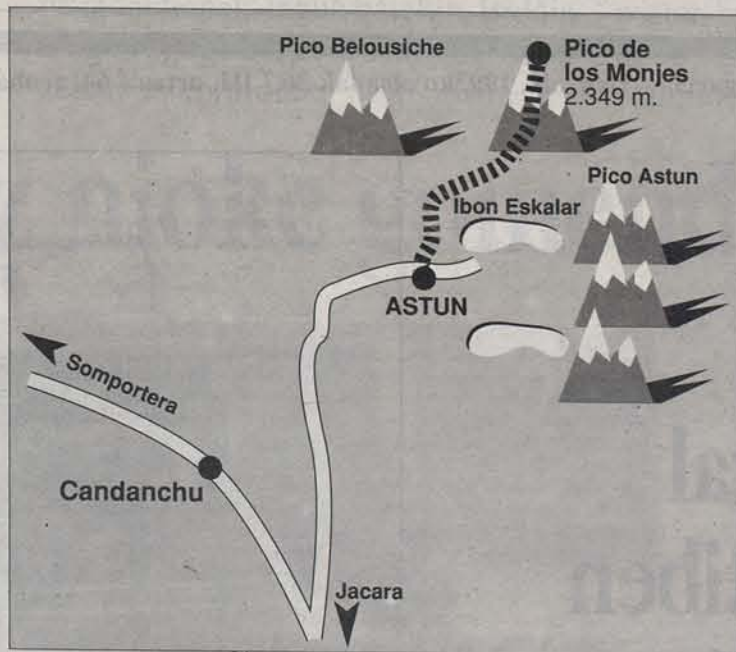 Pico Belousiche
Pico de
los Monjes
2.349 m.
Pico Astun
Ibon Eskalar
ASTUN
Somportera
Candanchu
Jacara